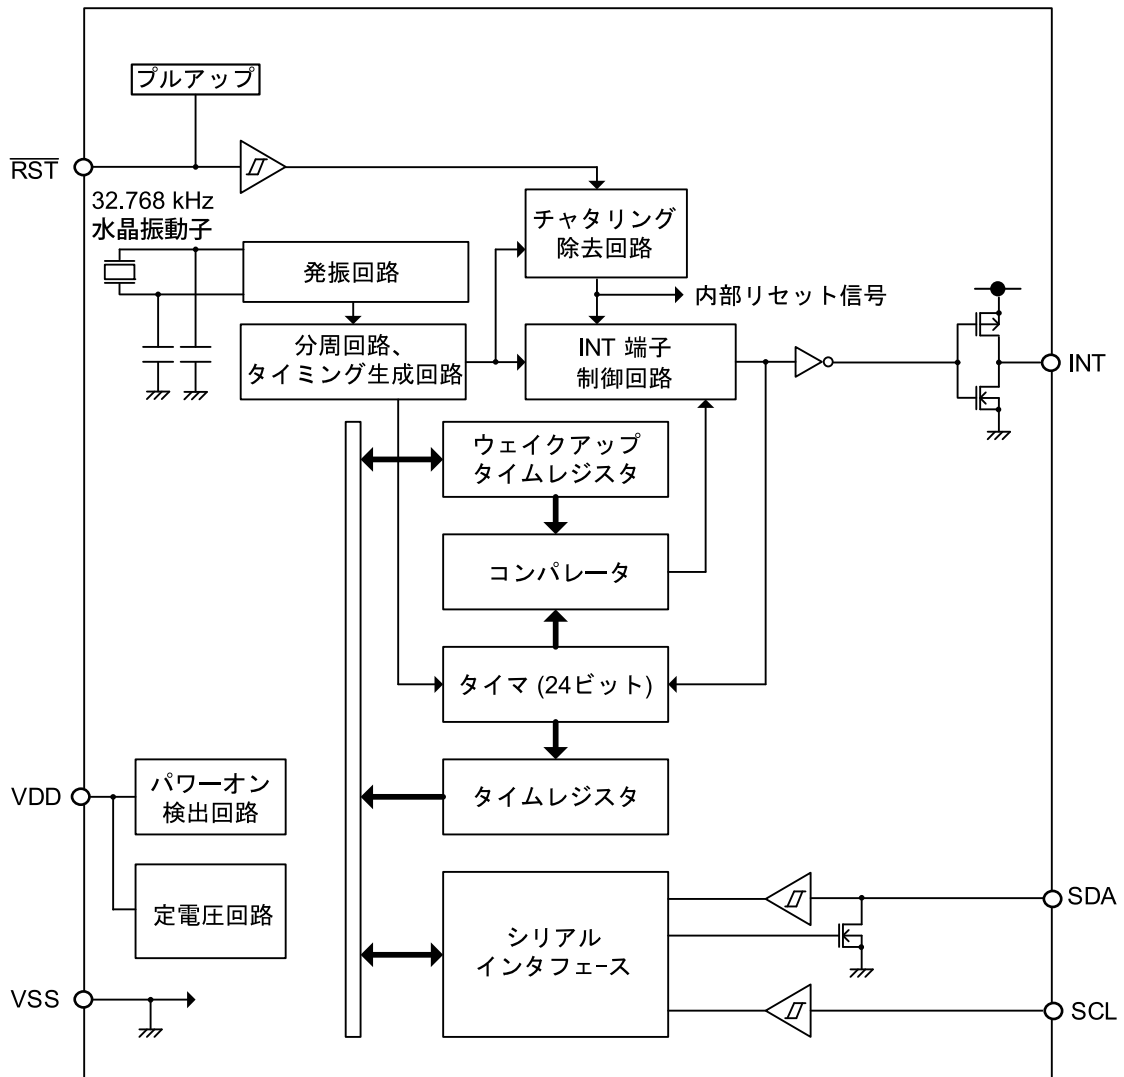 プルアップ
RST
32.768 kHz
水晶振動子
チャタリング
除去回路
発振回路
内部リセット信号
分周回路、
タイミング生成回路
INT 端子
制御回路
INT
ウェイクアップ
タイムレジスタ
コンパレータ
タイマ (24ビット)
VDD
パワーオン
検出回路
タイムレジスタ
定電圧回路
シリアル
インタフェース
SDA
VSS
SCL